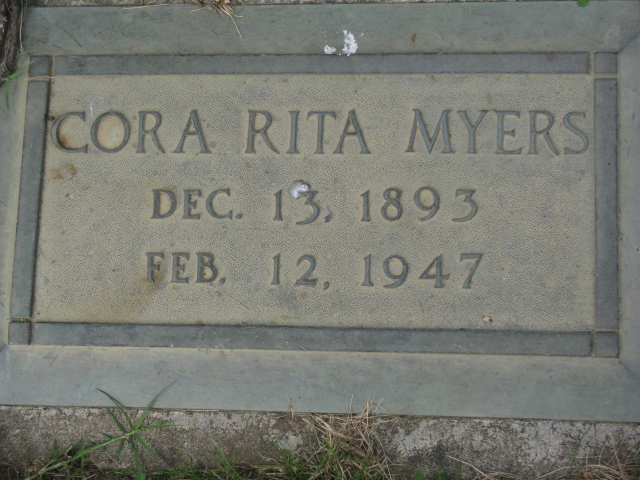 CORA RITA MYERS
DEC. 13, 1893
FEB. 12, 1947